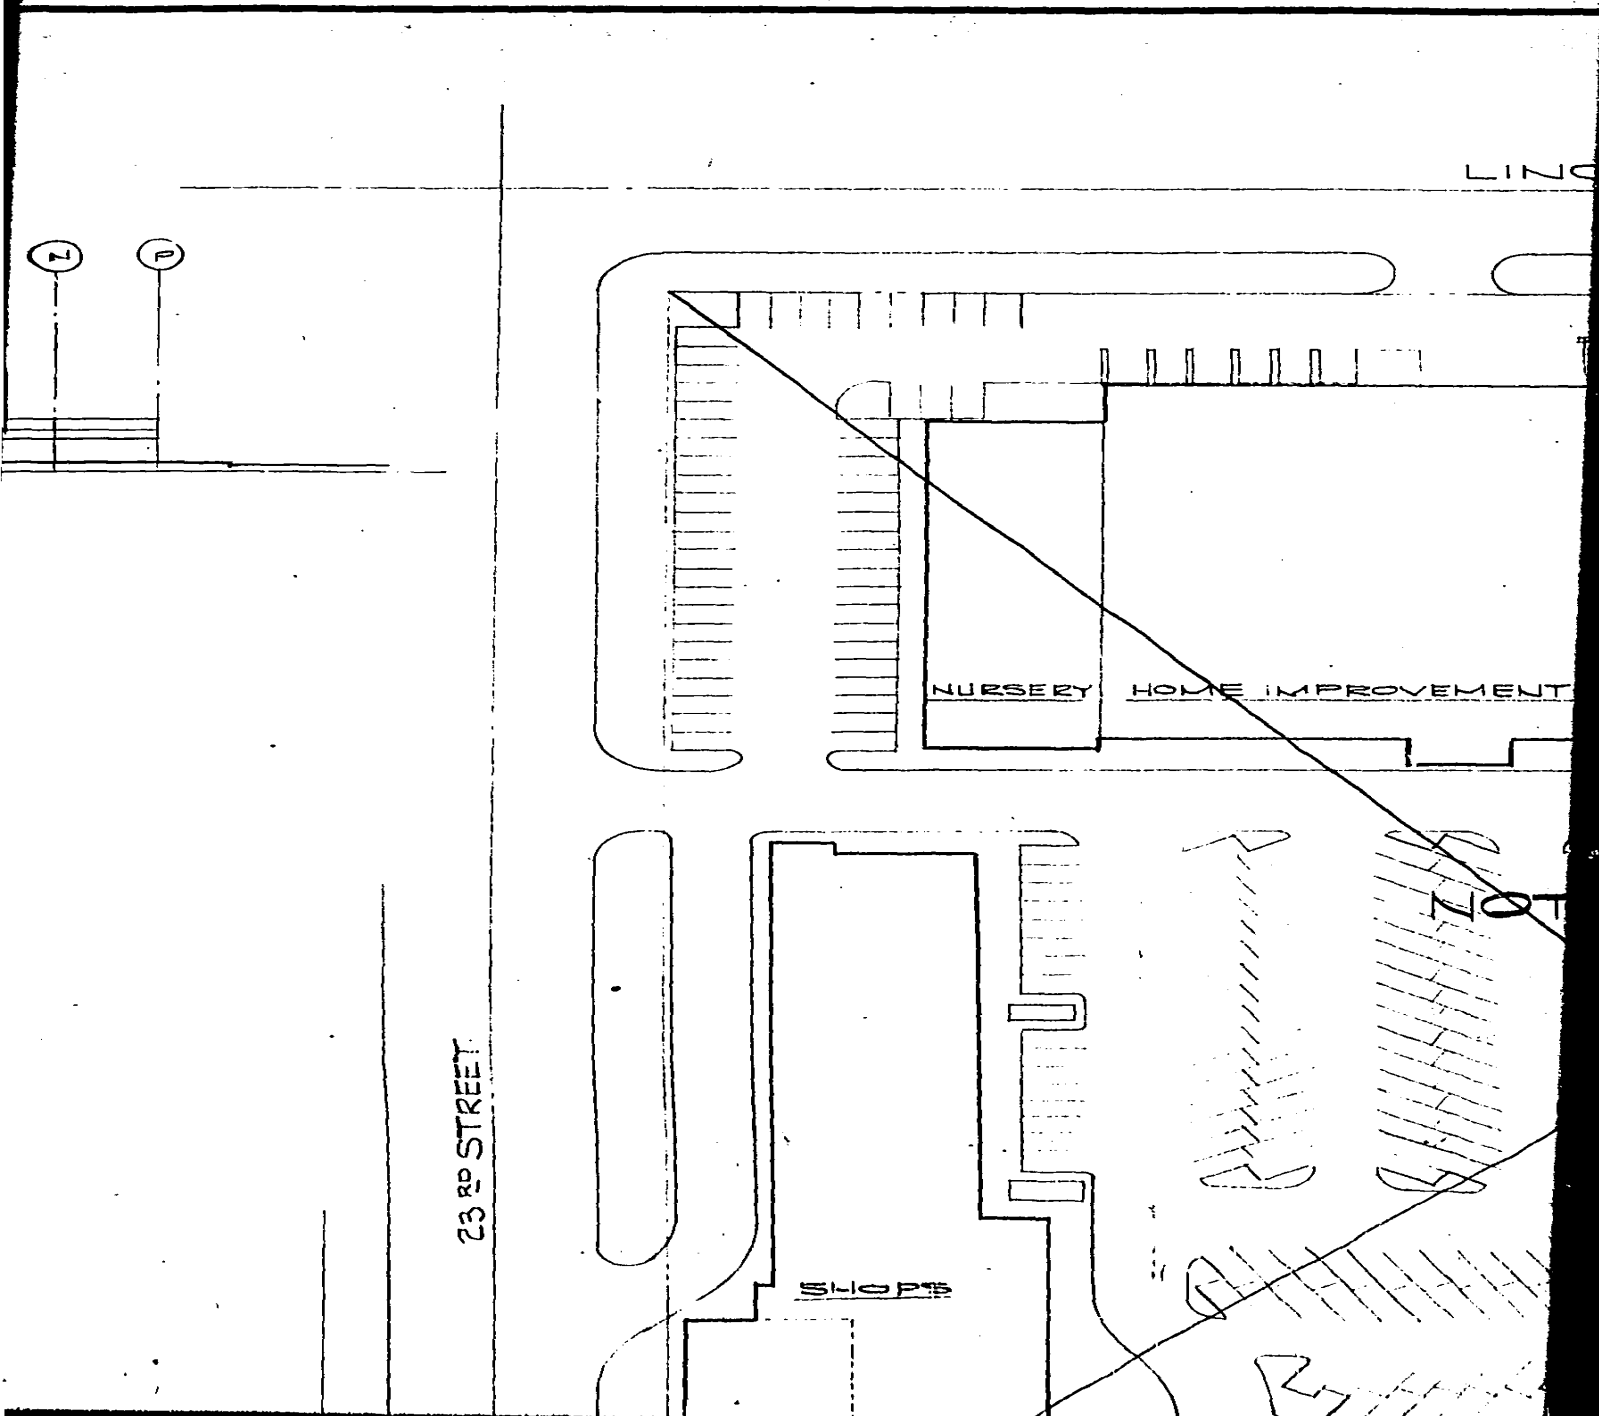 LINC
N
P
NURSERY
HOME IMPROVEMENT
NOT
23RD STREET
SHOPS